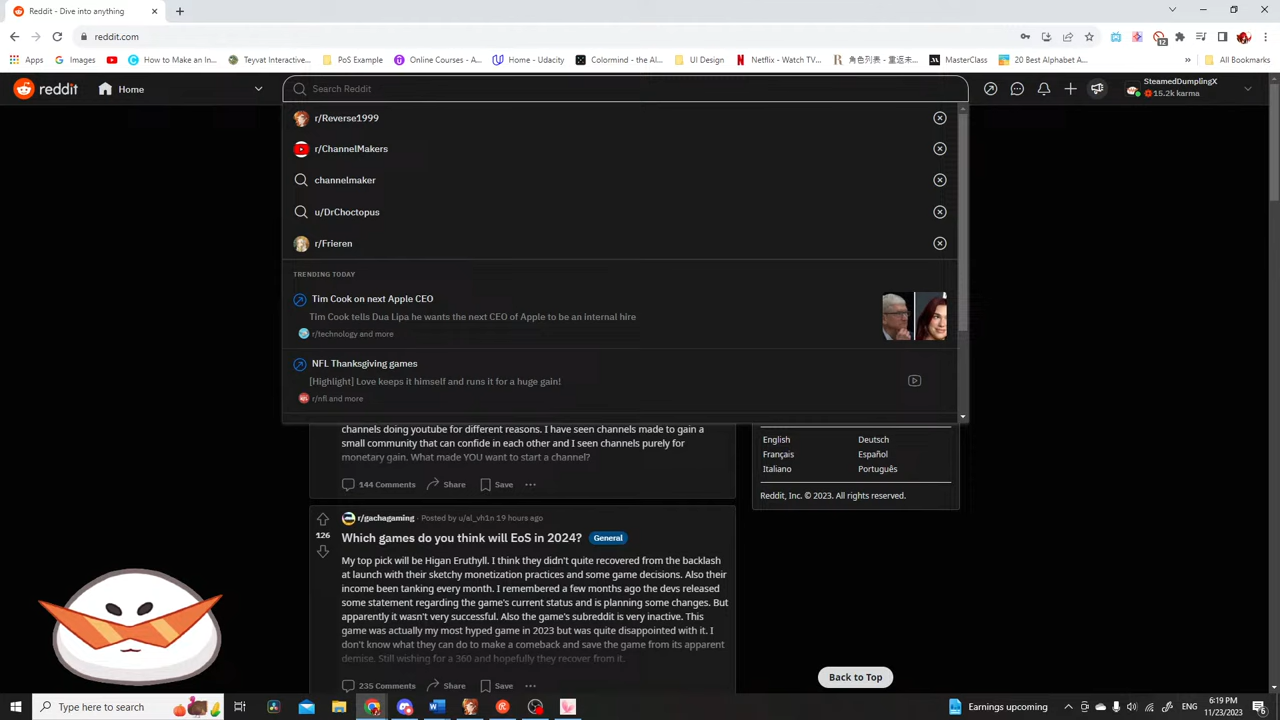 Reddit - Dive into anything
reddit.com
Apps
Images
How to Make an In...
Teyvat Interactive...
PoS Example
Online Courses - A...
Home - Udacity
Colormind - the AI...
UI Design
Netflix - Watch TV...
角色列表 - 重返未...
MasterClass
20 Best Alphabet A...
»
All Bookmarks
12
reddit
Home
Search Reddit
SteamedDumplingX
15.2k karma
r/Reverse1999
r/ChannelMakers
channelmaker
u/DrChoctopus
r/Frieren
TRENDING TODAY
Tim Cook on next Apple CEO
Tim Cook tells Dua Lipa he wants the next CEO of Apple to be an internal hire
r/technology and more
NFL Thanksgiving games
[Highlight] Love keeps it himself and runs it for a huge gain!
r/nfl and more
channels doing youtube for different reasons. I have seen channels made to gain a
small community that can confide in each other and I seen channels purely for
monetary gain. What made YOU want to start a channel?
144 Comments
Share
Save
English
Deutsch
Français
Español
Italiano
Português
Reddit, Inc. © 2023. All rights reserved.
r/gachagaming · Posted by u/al_vh1n 19 hours ago
126
Which games do you think will EoS in 2024? General
My top pick will be Higan Eruthyll. I think they didn't quite recovered from the backlash
at launch with their sketchy monetization practices and some game decisions. Also their
income been tanking every month. I remembered a few months ago the devs released
some statement regarding the game's current status and is planning some changes. But
apparently it wasn't very successful. Also the game's subreddit is very inactive. This
game was actually my most hyped game in 2023 but was quite disappointed with it. I
don't know what they can do to make a comeback and save the game from its apparent
demise. Still wishing for a 360 and hopefully they recover from it.
235 Comments
Share
Save
Back to Top
Type here to search
Earnings upcoming
ENG
6:19 PM
11/23/2023